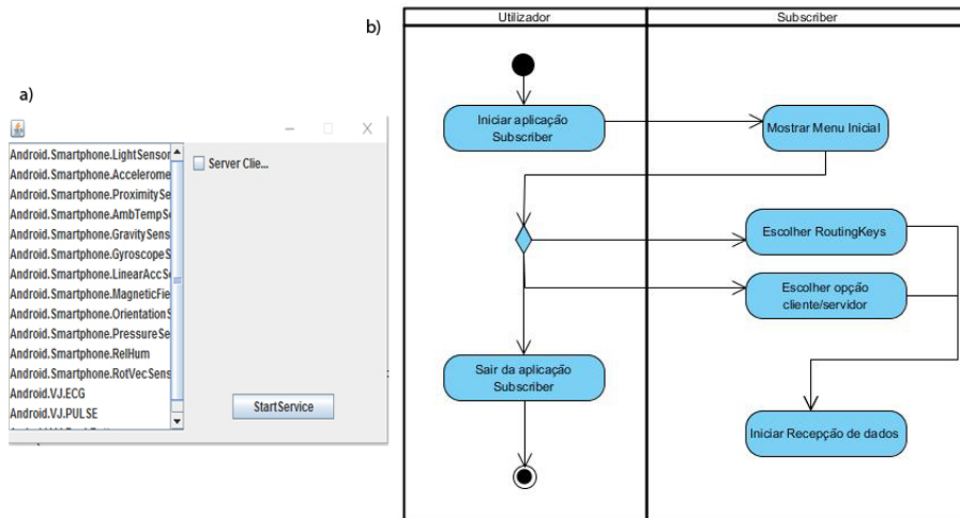 a)
Android.Smartphone.LightSensor
Android.Smartphone.Accelerome
Android.Smartphone.ProximitySe
Android.Smartphone.AmbTempSe
Android.Smartphone.GravitySens
Android.Smartphone.GyroscopeS
Android.Smartphone.LinearAccSe
Android.Smartphone.MagneticFie
Android.Smartphone.OrientationS
Android.Smartphone.PressureSe
Android.Smartphone.RelHum
Android.Smartphone.RotVecSens
Android.VJ.ECG
Android.VJ.PULSE
Server Clie...
StartService
b)
Utilizador
Subscriber
Iniciar aplicação
Subscriber
Mostrar Menu Inicial
Escolher RoutingKeys
Escolher opção
cliente/servidor
Sair da aplicação
Subscriber
Iniciar Recepção de dados